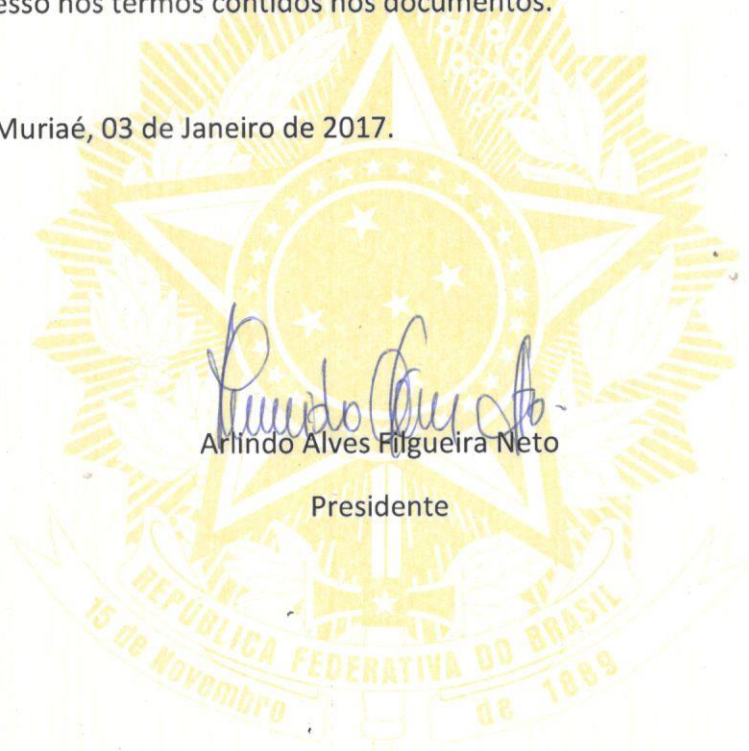 esso nos termos contidos nos documentos.
Muriaé, 03 de Janeiro de 2017.
Arlindo Alves Filgueira Neto
Presidente
REPÚBLICA FEDERATIVA DO BRASIL
15 de Novembro de 1889